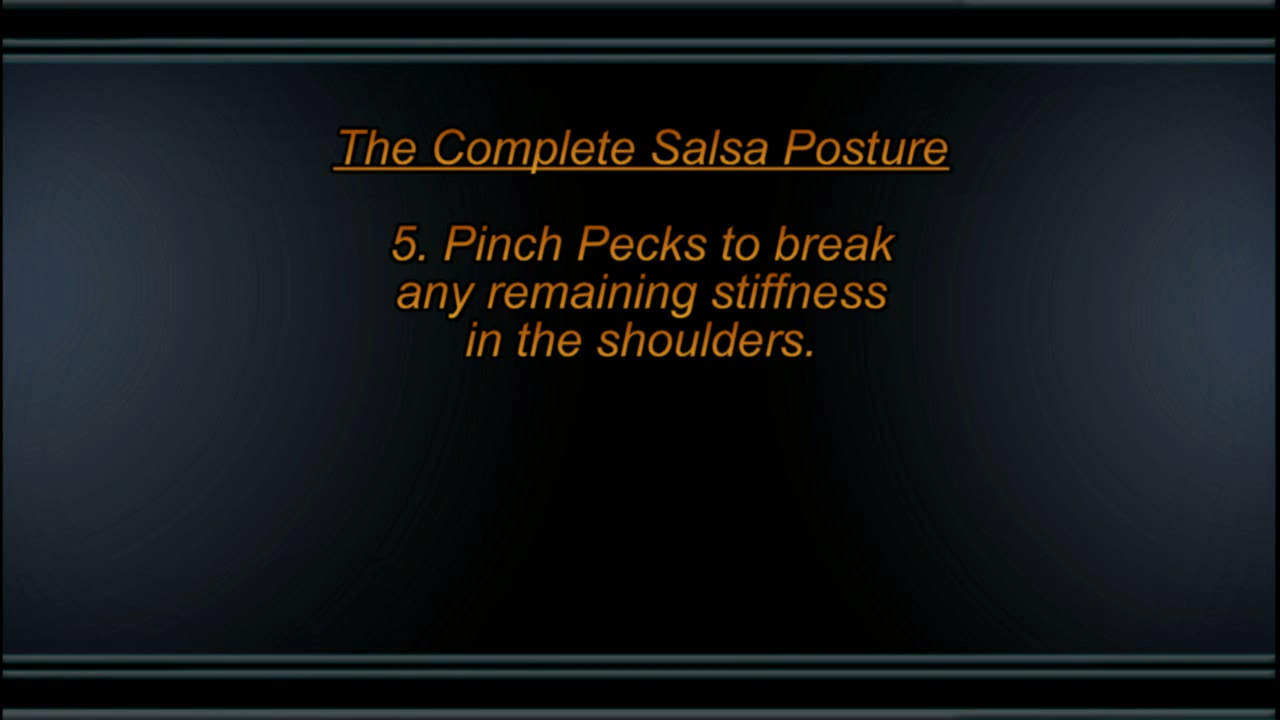 The Complete Salsa Posture
5. Pinch Pecks to break
any remaining stiffness
in the shoulders.